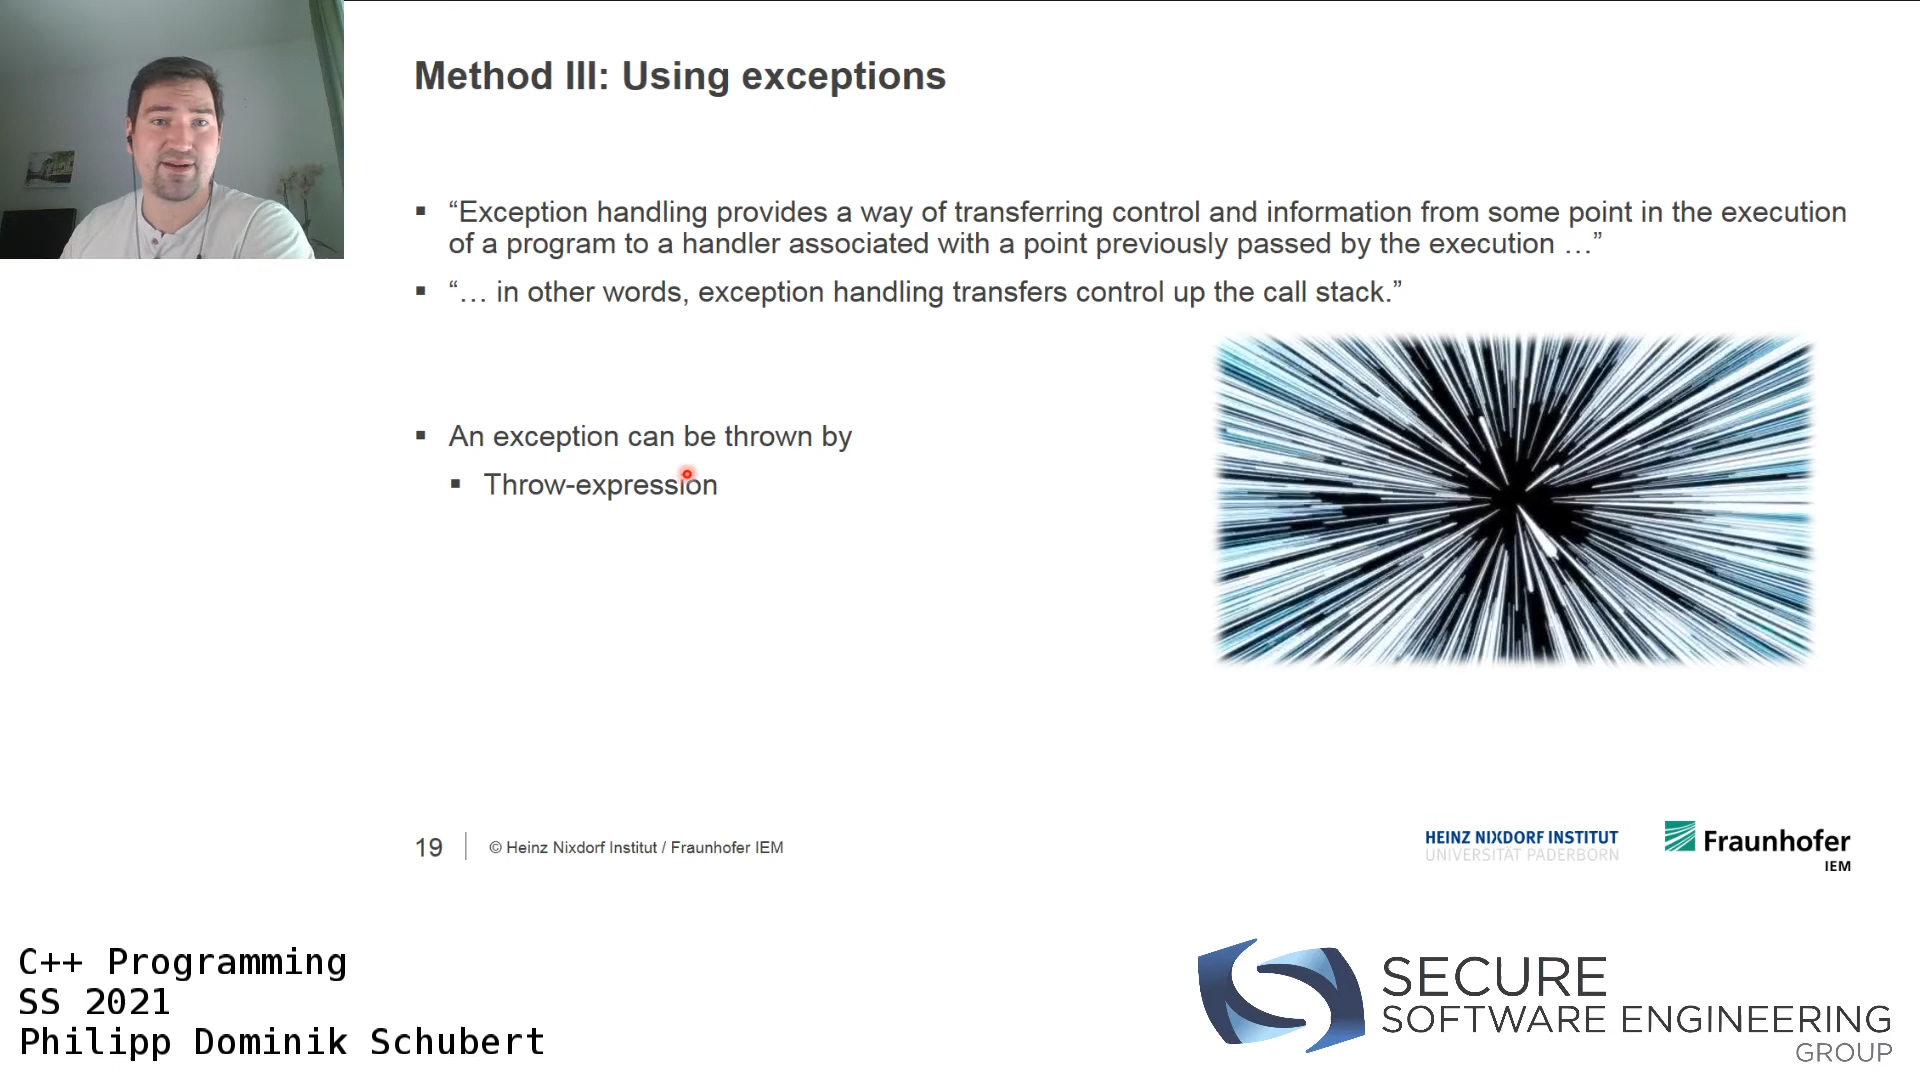 Method III: Using exceptions
▪ “Exception handling provides a way of transferring control and information from some point in the execution
of a program to a handler associated with a point previously passed by the execution …”
▪ “… in other words, exception handling transfers control up the call stack.”
▪ An exception can be thrown by
▪ Throw-expression
19
© Heinz Nixdorf Institut / Fraunhofer IEM
HEINZ NIXDORF INSTITUT
UNIVERSITÄT PADERBORN
Fraunhofer
IEM
C++ Programming
SS 2021
Philipp Dominik Schubert
SECURE
SOFTWARE ENGINEERING
GROUP